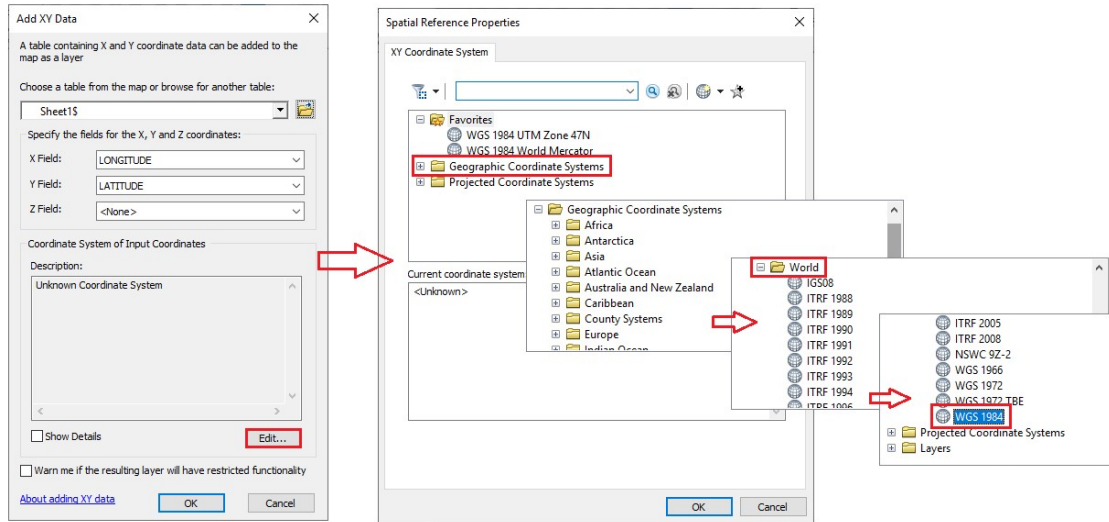 Add XY Data
A table containing X and Y coordinate data can be added to the
map as a layer
Choose a table from the map or browse for another table:
Sheet1$
Specify the fields for the X, Y and Z coordinates:
X Field:
LONGITUDE
Y Field:
LATITUDE
Z Field:
<None>
Coordinate System of Input Coordinates
Description:
Unknown Coordinate System
Show Details
Edit...
Warn me if the resulting layer will have restricted functionality
About adding XY data
OK
Cancel
Spatial Reference Properties
XY Coordinate System
Favorites
WGS 1984 UTM Zone 47N
WGS 1984 World Mercator
Geographic Coordinate Systems
Projected Coordinate Systems
Current coordinate system:
<Unknown>
OK
Cancel
Geographic Coordinate Systems
Africa
Antarctica
Asia
Atlantic Ocean
Australia and New Zealand
Caribbean
County Systems
Europe
Indian Ocean
World
IGS08
ITRF 1988
ITRF 1989
ITRF 1990
ITRF 1991
ITRF 1992
ITRF 1993
ITRF 1994
ITRF 1996
ITRF 2005
ITRF 2008
NSWC 9Z-2
WGS 1966
WGS 1972
WGS 1972 TBE
WGS 1984
Projected Coordinate Systems
Layers